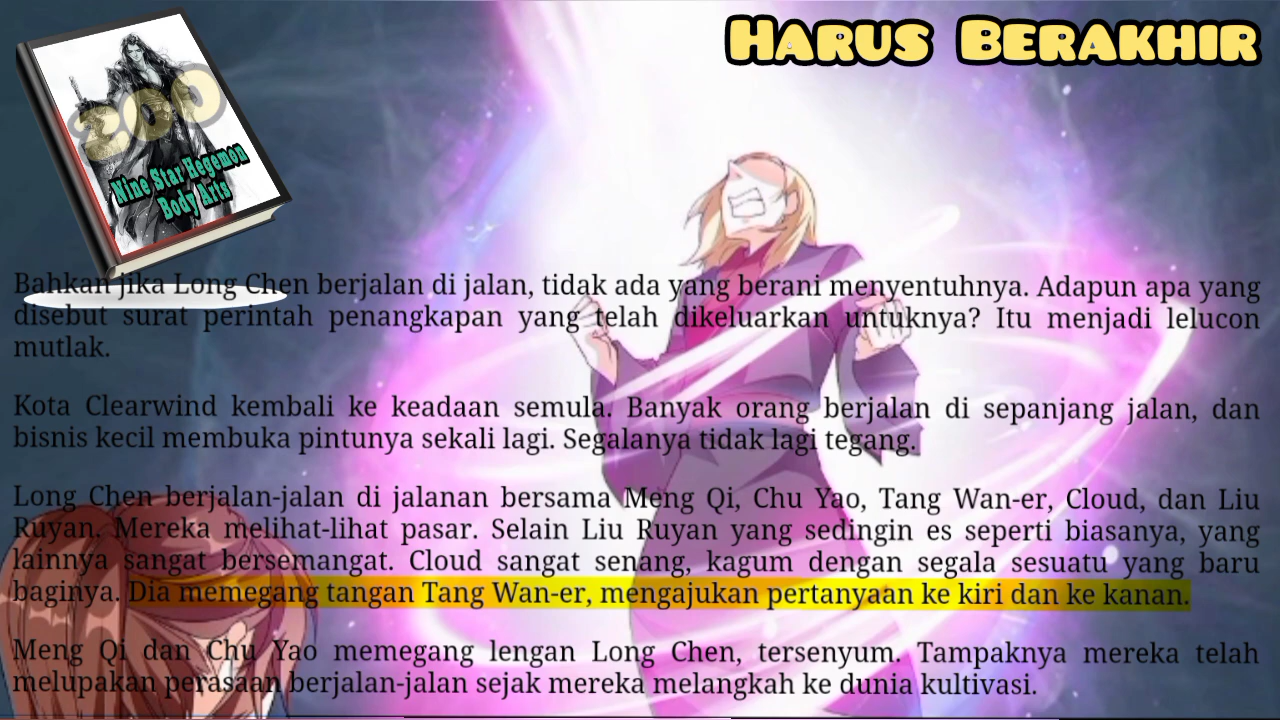 HARUS BERAKHIR
200
Nine Star Hegemon
Body Arts
Bahkan jika Long Chen berjalan di jalan, tidak ada yang berani menyentuhnya. Adapun apa yang
disebut surat perintah penangkapan yang telah dikeluarkan untuknya? Itu menjadi lelucon
mutlak.
Kota Clearwind kembali ke keadaan semula. Banyak orang berjalan di sepanjang jalan, dan
bisnis kecil membuka pintunya sekali lagi. Segalanya tidak lagi tegang.
Long Chen berjalan-jalan di jalanan bersama Meng Qi, Chu Yao, Tang Wan-er, Cloud, dan Liu
Ruyan. Mereka melihat-lihat pasar. Selain Liu Ruyan yang sedingin es seperti biasanya, yang
lainnya sangat bersemangat. Cloud sangat senang, kagum dengan segala sesuatu yang baru
baginya. Dia memegang tangan Tang Wan-er, mengajukan pertanyaan ke kiri dan ke kanan.
Meng Qi dan Chu Yao memegang lengan Long Chen, tersenyum. Tampaknya mereka telah
melupakan perasaan berjalan-jalan sejak mereka melangkah ke dunia kultivasi.